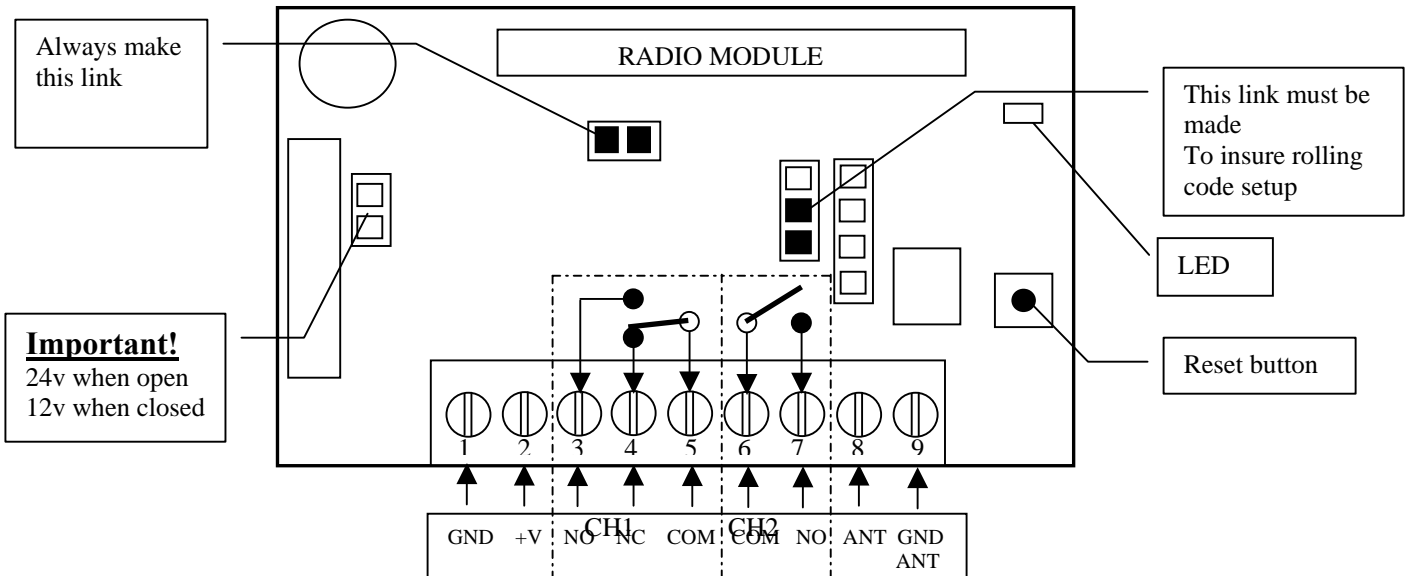 Always make
this link
RADIO MODULE
This link must be
made
To insure rolling
code setup
LED
Important!
24v when open
12v when closed
Reset button
1 2 3 4 5 6 7 8 9
CH1 CH2
GND +V NO NC COM COM NO ANT GND
ANT